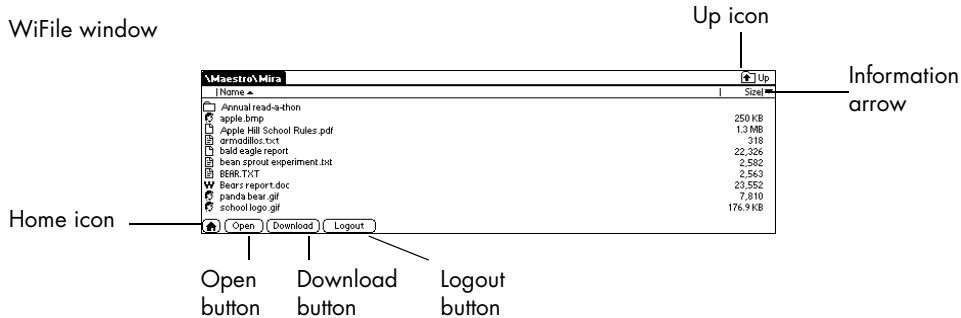 WiFile window
Up icon
\Maestro\Mira
Up
Name
Size
Information
arrow
Annual read-a-thon
apple.bmp 250 KB
Apple Hill School Rules.pdf 1.3 MB
armadillos.txt 318
bald eagle report 22,326
bean sprout experiment.txt 2,582
BEAR.TXT 2,563
Bears report.doc 23,552
panda bear.gif 7,810
school logo.gif 176.9 KB
Home icon
Open Download Logout
Open
button
Download
button
Logout
button